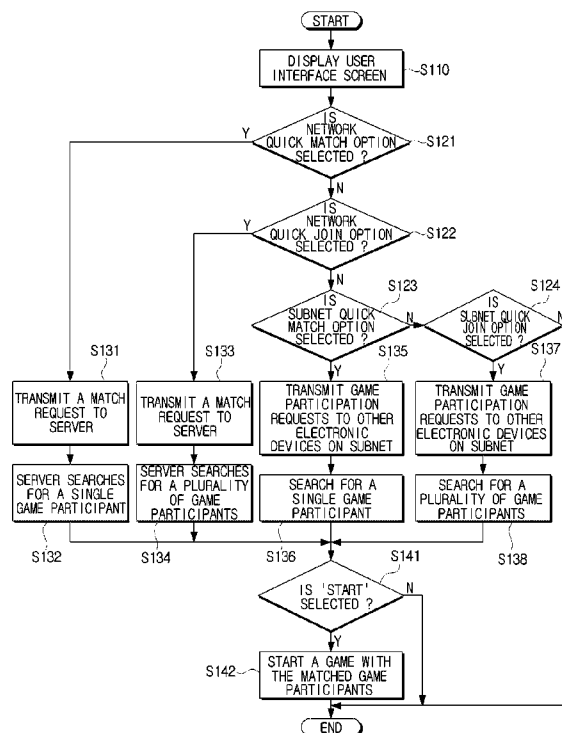 START
DISPLAY USER
INTERFACE SCREEN
S110
IS
NETWORK
QUICK MATCH OPTION
SELECTED ?
S121
Y
N
IS
NETWORK
QUICK JOIN OPTION
SELECTED ?
S122
Y
N
IS
SUBNET QUICK
MATCH OPTION
SELECTED ?
S123
N
Y
IS
SUBNET QUICK
JOIN OPTION
SELECTED ?
S124
N
Y
S131
TRANSMIT A MATCH
REQUEST TO
SERVER
S133
TRANSMIT A MATCH
REQUEST TO
SERVER
S135
TRANSMIT GAME
PARTICIPATION
REQUESTS TO OTHER
ELECTRONIC
DEVICES ON SUBNET
S137
TRANSMIT GAME
PARTICIPATION
REQUESTS TO OTHER
ELECTRONIC DEVICES
ON SUBNET
SERVER SEARCHES
FOR A SINGLE
GAME PARTICIPANT
S132
SERVER SEARCHES
FOR A PLURALITY
OF GAME
PARTICIPANTS
S134
SEARCH FOR A
SINGLE GAME
PARTICIPANT
S136
SEARCH FOR A
PLURALITY OF GAME
PARTICIPANTS
S138
S141
IS 'START'
SELECTED ?
N
Y
S142
START A GAME WITH
THE MATCHED GAME
PARTICIPANTS
END